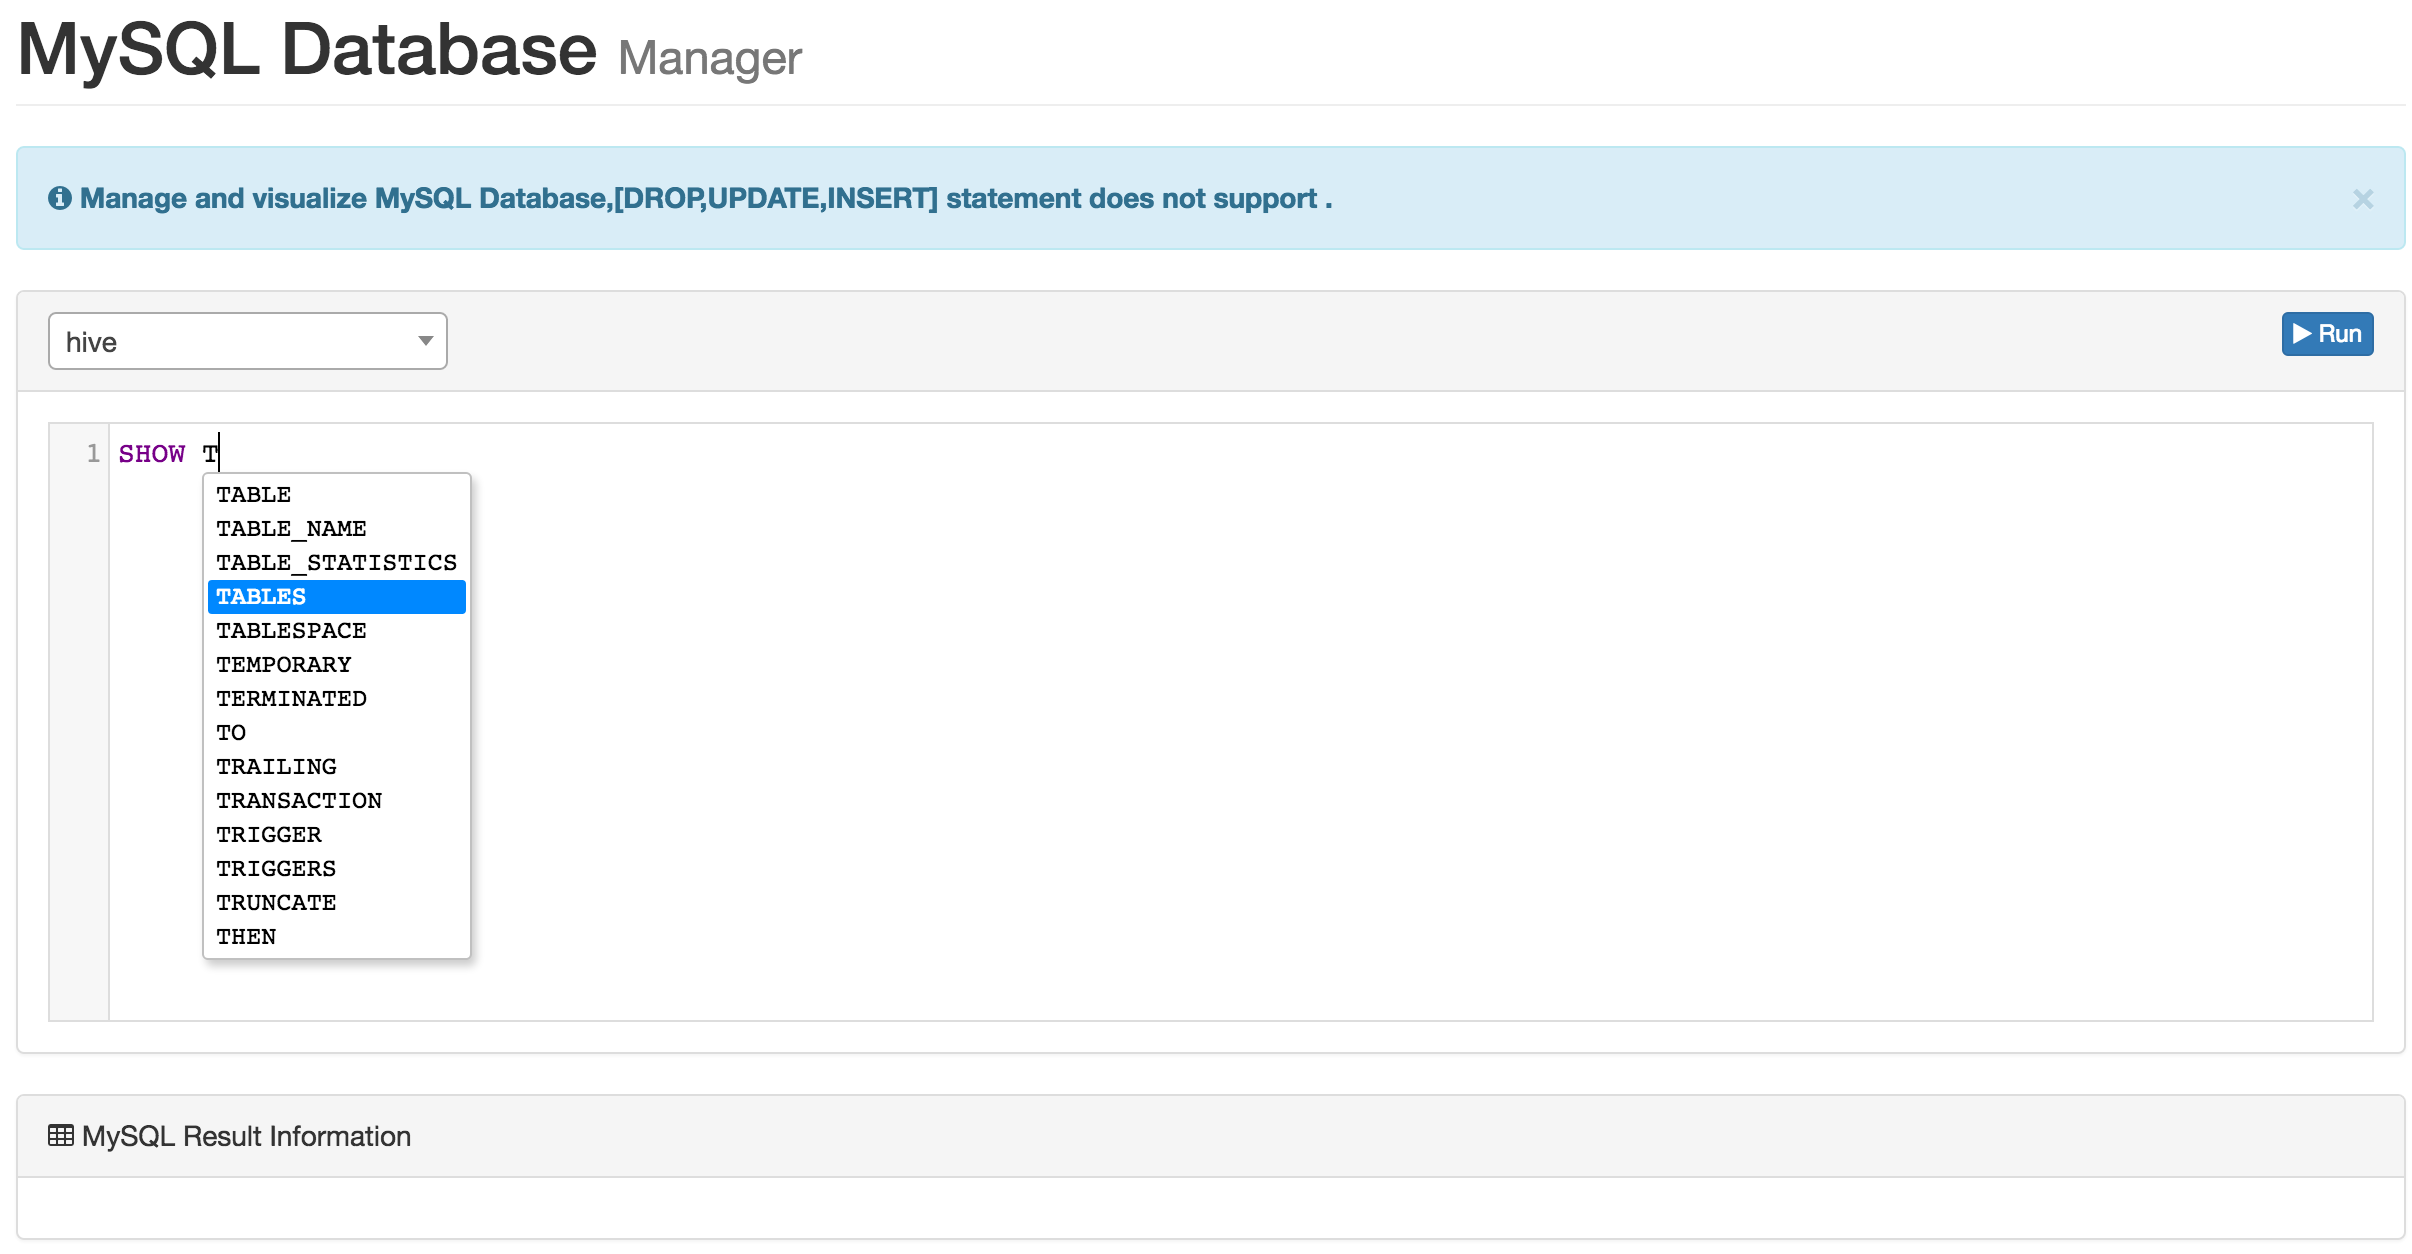 MySQL Database Manager
Manage and visualize MySQL Database,[DROP,UPDATE,INSERT] statement does not support .
×
hive
Run
1 SHOW T
TABLE
TABLE_NAME
TABLE_STATISTICS
TABLES
TABLESPACE
TEMPORARY
TERMINATED
TO
TRAILING
TRANSACTION
TRIGGER
TRIGGERS
TRUNCATE
THEN
MySQL Result Information